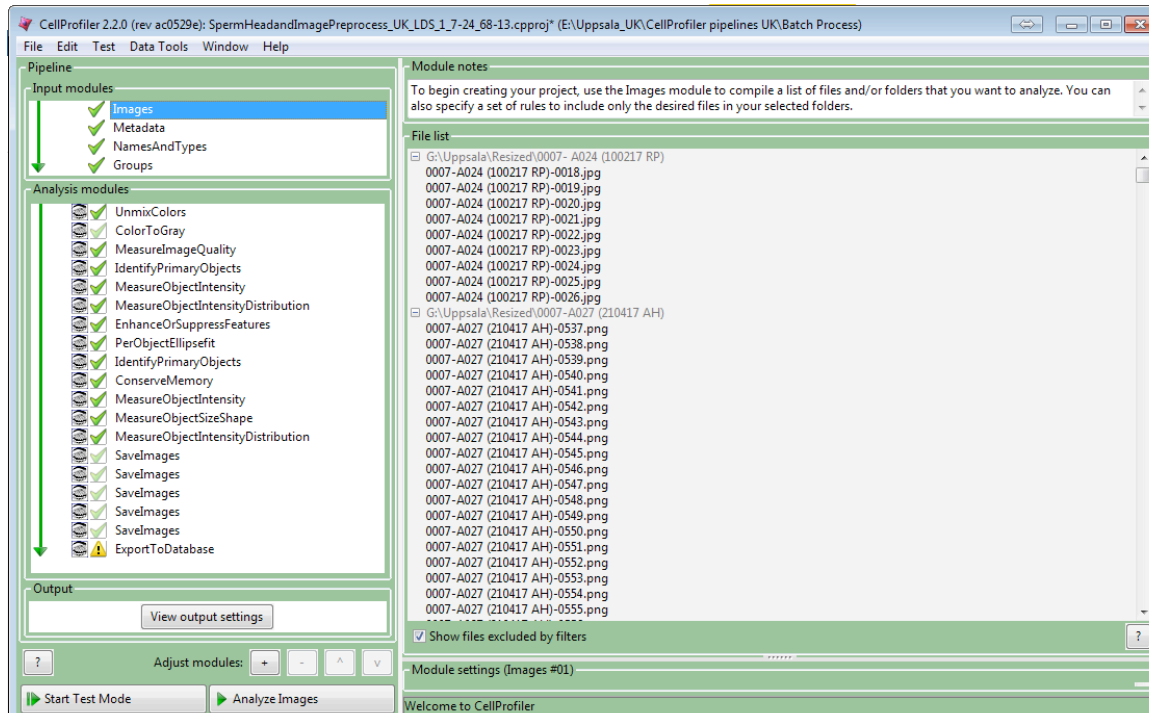 CellProfiler 2.2.0 (rev ac0529e): SpermHeadandImagePreprocess_UK_LDS_1_7-24_68-13.cpproj* (E:\Uppsala_UK\CellProfiler pipelines UK\Batch Process)
File Edit Test Data Tools Window Help
Pipeline
Input modules
Images
Metadata
NamesAndTypes
Groups
Analysis modules
UnmixColors
ColorToGray
MeasureImageQuality
IdentifyPrimaryObjects
MeasureObjectIntensity
MeasureObjectIntensityDistribution
EnhanceOrSuppressFeatures
PerObjectEllipsefit
IdentifyPrimaryObjects
ConserveMemory
MeasureObjectIntensity
MeasureObjectSizeShape
MeasureObjectIntensityDistribution
SaveImages
SaveImages
SaveImages
SaveImages
SaveImages
ExportToDatabase
Output
View output settings
? Adjust modules: + - ^ v
Start Test Mode Analyze Images
Module notes
To begin creating your project, use the Images module to compile a list of files and/or folders that you want to analyze. You can
also specify a set of rules to include only the desired files in your selected folders.
File list
G:\Uppsala\Resized\0007- A024 (100217 RP)
0007-A024 (100217 RP)-0018.jpg
0007-A024 (100217 RP)-0019.jpg
0007-A024 (100217 RP)-0020.jpg
0007-A024 (100217 RP)-0021.jpg
0007-A024 (100217 RP)-0022.jpg
0007-A024 (100217 RP)-0023.jpg
0007-A024 (100217 RP)-0024.jpg
0007-A024 (100217 RP)-0025.jpg
0007-A024 (100217 RP)-0026.jpg
G:\Uppsala\Resized\0007-A027 (210417 AH)
0007-A027 (210417 AH)-0537.png
0007-A027 (210417 AH)-0538.png
0007-A027 (210417 AH)-0539.png
0007-A027 (210417 AH)-0540.png
0007-A027 (210417 AH)-0541.png
0007-A027 (210417 AH)-0542.png
0007-A027 (210417 AH)-0543.png
0007-A027 (210417 AH)-0544.png
0007-A027 (210417 AH)-0545.png
0007-A027 (210417 AH)-0546.png
0007-A027 (210417 AH)-0547.png
0007-A027 (210417 AH)-0548.png
0007-A027 (210417 AH)-0549.png
0007-A027 (210417 AH)-0550.png
0007-A027 (210417 AH)-0551.png
0007-A027 (210417 AH)-0552.png
0007-A027 (210417 AH)-0553.png
0007-A027 (210417 AH)-0554.png
0007-A027 (210417 AH)-0555.png
Show files excluded by filters ?
Module settings (Images #01)
Welcome to CellProfiler